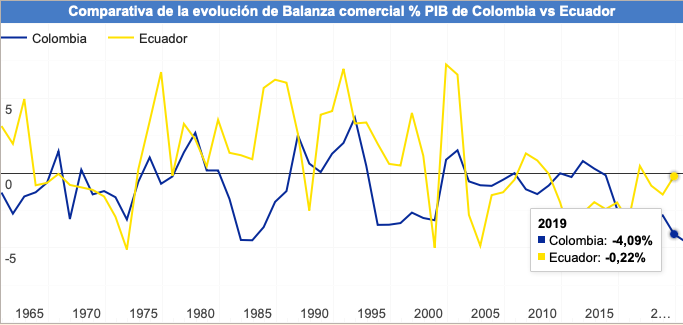 Comparativa de la evolución de Balanza comercial % PIB de Colombia vs Ecuador
Colombia Ecuador
5
0
-5
2019
Colombia: -4,09%
Ecuador: -0,22%
1965 1970 1975 1980 1985 1990 1995 2000 2005 2010 2015 2…